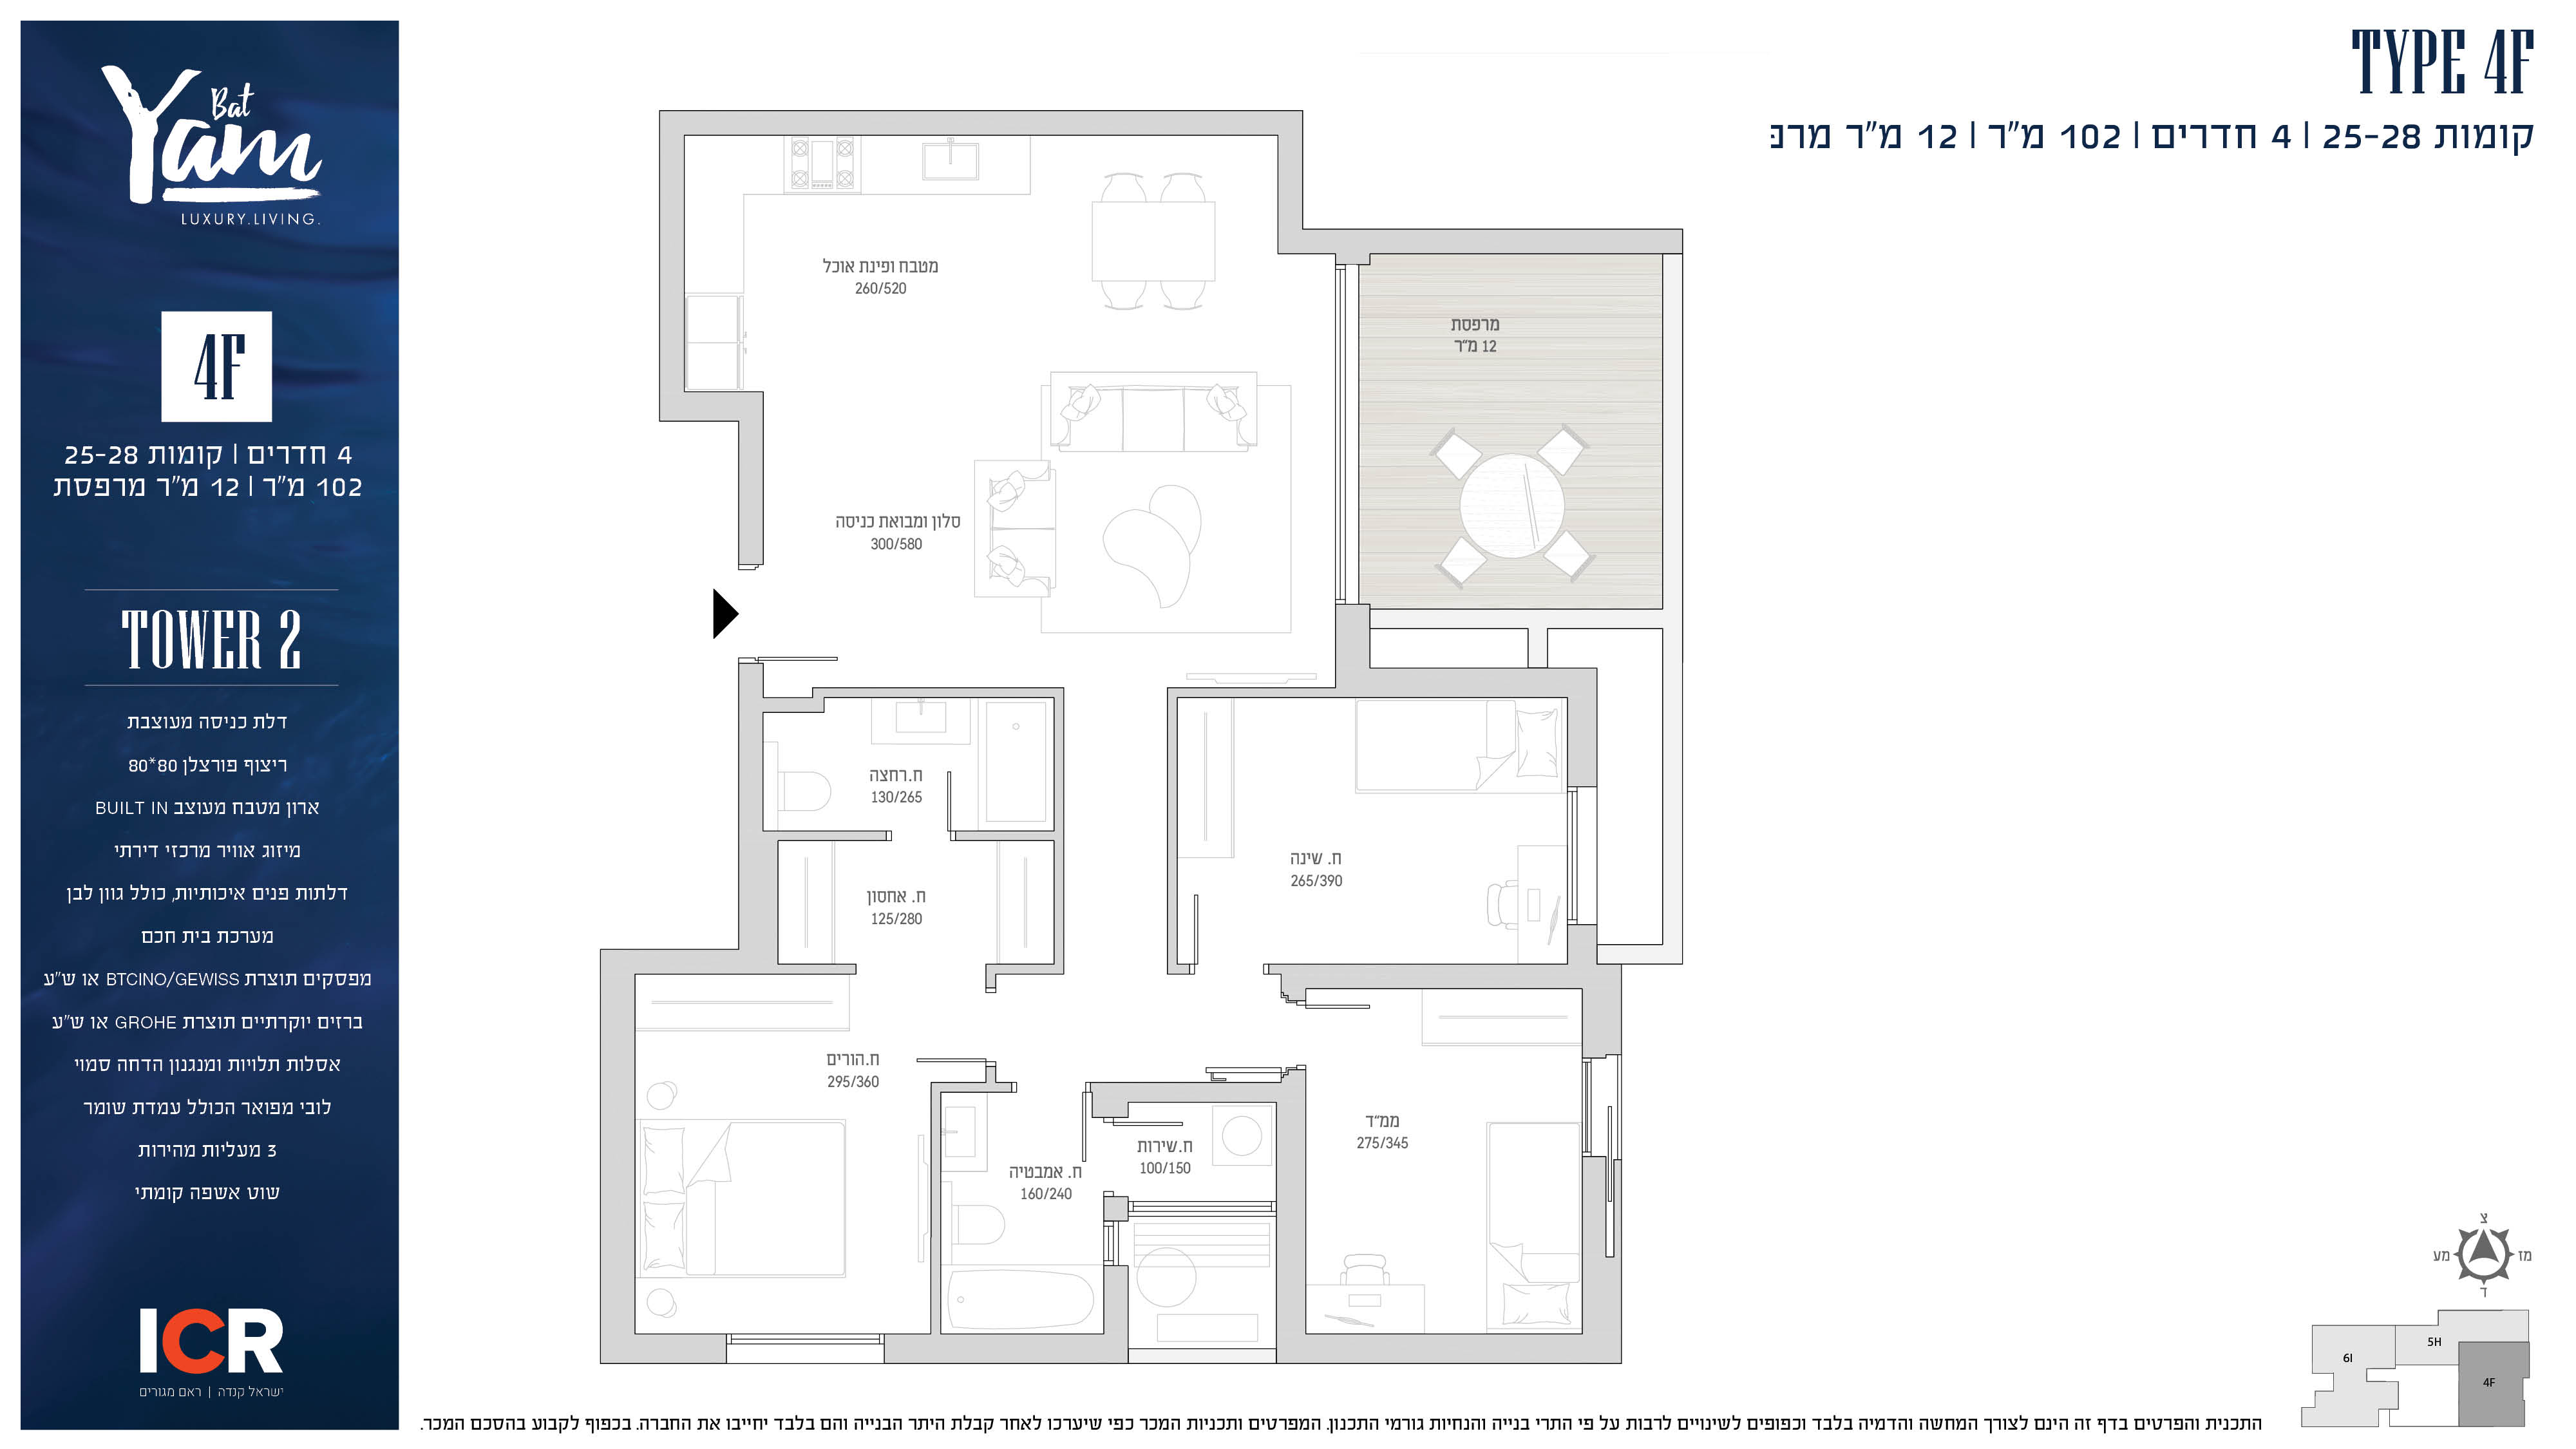 Bat
Yam
LUXURY.LIVING.
4F
4 חדרים | קומות 25-28
102 מ"ר | 12 מ"ר מרפסת
TOWER 2
דלת כניסה מעוצבת
ריצוף פורצלן 80*80
ארון מטבח מעוצב BUILT IN
מיזוג אוויר מרכזי דירתי
דלתות פנים איכותיות, כולל גוון לבן
מערכת בית חכם
מפסקים תוצרת BTCINO/GEWISS או ש"ע
ברזים יוקרתיים תוצרת GROHE או ש"ע
אסלות תלויות ומנגנון הדחה סמוי
לובי מפואר הכולל עמדת שומר
3 מעליות מהירות
שוט אשפה קומתי
ICR
ישראל קנדה | ראם מגורים
TYPE 4F
קומות 25-28 | 4 חדרים | 102 מ"ר | 12 מ"ר מרפ
מטבח ופינת אוכל
260/520
מרפסת
12 מ"ר
סלון ומבואת כניסה
300/580
ח.רחצה
130/265
ח. שינה
265/390
ח. אחסון
125/280
ח.הורים
295/360
ממ"ד
275/345
ח.שירות
100/150
ח. אמבטיה
160/240
צ
מז
מע
ד
5H
6I
4F
התכנית והפרטים בדף זה הינם לצורך המחשה והדמיה בלבד וכפופים לשינויים לרבות על פי התרי בנייה והנחיות גורמי התכנון. המפרטים ותכניות המכר כפי שיערכו לאחר קבלת היתר הבנייה והם בלבד יחייבו את החברה. בכפוף לקבוע בהסכם המכר.